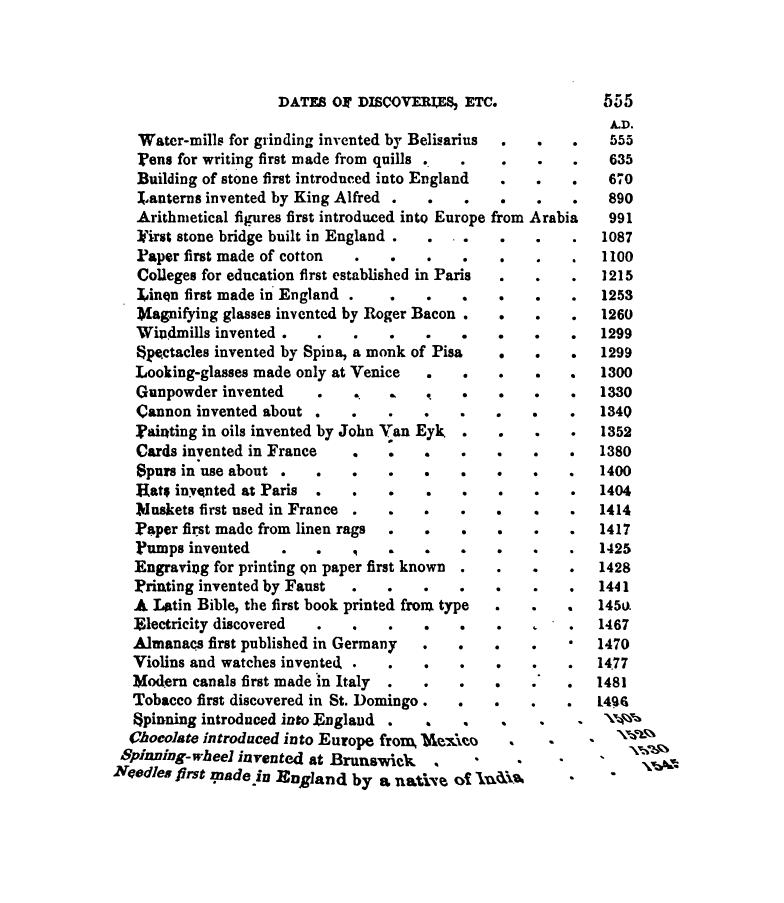 DATES OF DISCOVERIES, ETC. 555
A.D.
Water-mills for grinding invented by Belisarius . . . 555
Pens for writing first made from quills . . . . . 635
Building of stone first introduced into England . . . 670
Lanterns invented by King Alfred . . . . . . 890
Arithmetical figures first introduced into Europe from Arabia 991
First stone bridge built in England . . . . . . 1087
Paper first made of cotton . . . . . . . 1100
Colleges for education first established in Paris . . . 1215
Linen first made in England . . . . . . . 1253
Magnifying glasses invented by Roger Bacon . . . . 1260
Windmills invented . . . . . . . . . 1299
Spectacles invented by Spina, a monk of Pisa . . . 1299
Looking-glasses made only at Venice . . . . . 1300
Gunpowder invented . . . . . . . . 1330
Cannon invented about . . . . . . . . 1340
Painting in oils invented by John Van Eyk . . . . 1352
Cards invented in France . . . . . . . 1380
Spurs in use about . . . . . . . . . 1400
Hats invented at Paris . . . . . . . . 1404
Muskets first used in France . . . . . . . 1414
Paper first made from linen rags . . . . . . 1417
Pumps invented . . . . . . . . . 1425
Engraving for printing on paper first known . . . . 1428
Printing invented by Faust . . . . . . . 1441
A Latin Bible, the first book printed from type . . . 1450
Electricity discovered . . . . . . . . 1467
Almanacs first published in Germany . . . . . 1470
Violins and watches invented . . . . . . . 1477
Modern canals first made in Italy . . . . . . 1481
Tobacco first discovered in St. Domingo . . . . . 1496
Spinning introduced into England . . . . . . 1505
Chocolate introduced into Europe from Mexico . . . 1520
Spinning-wheel invented at Brunswick . . . . . 1530
Needles first made in England by a native of India . . 1545